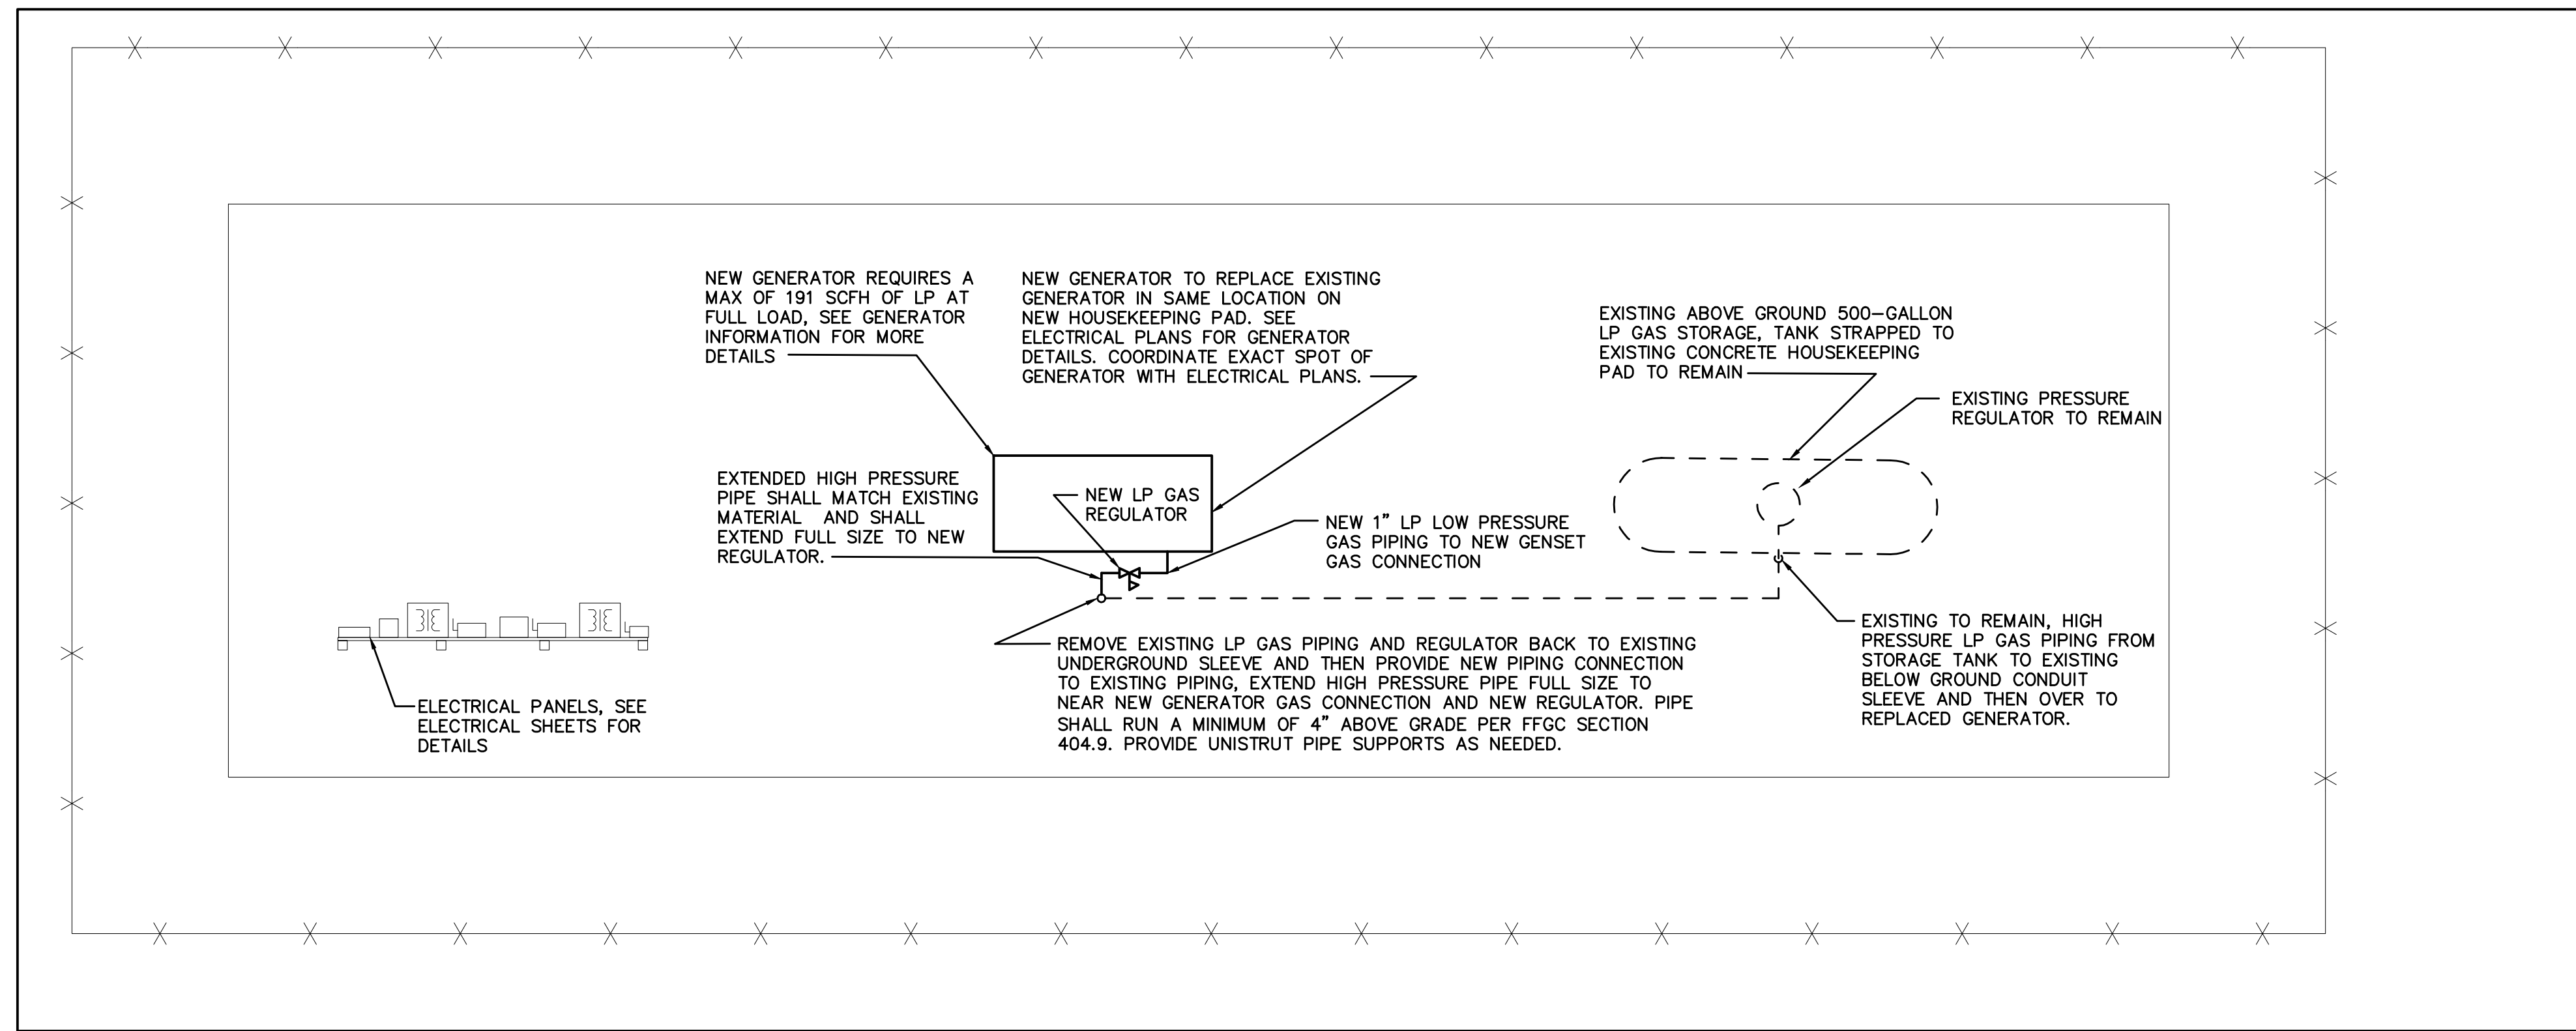 NEW GENERATOR REQUIRES A
MAX OF 191 SCFH OF LP AT
FULL LOAD, SEE GENERATOR
INFORMATION FOR MORE
DETAILS
NEW GENERATOR TO REPLACE EXISTING
GENERATOR IN SAME LOCATION ON
NEW HOUSEKEEPING PAD. SEE
ELECTRICAL PLANS FOR GENERATOR
DETAILS. COORDINATE EXACT SPOT OF
GENERATOR WITH ELECTRICAL PLANS.
EXISTING ABOVE GROUND 500-GALLON
LP GAS STORAGE, TANK STRAPPED TO
EXISTING CONCRETE HOUSEKEEPING
PAD TO REMAIN
EXISTING PRESSURE
REGULATOR TO REMAIN
EXTENDED HIGH PRESSURE
PIPE SHALL MATCH EXISTING
MATERIAL AND SHALL
EXTEND FULL SIZE TO NEW
REGULATOR.
NEW LP GAS
REGULATOR
NEW 1" LP LOW PRESSURE
GAS PIPING TO NEW GENSET
GAS CONNECTION
REMOVE EXISTING LP GAS PIPING AND REGULATOR BACK TO EXISTING
UNDERGROUND SLEEVE AND THEN PROVIDE NEW PIPING CONNECTION
TO EXISTING PIPING, EXTEND HIGH PRESSURE PIPE FULL SIZE TO
NEAR NEW GENERATOR GAS CONNECTION AND NEW REGULATOR. PIPE
SHALL RUN A MINIMUM OF 4" ABOVE GRADE PER FFGC SECTION
404.9. PROVIDE UNISTRUT PIPE SUPPORTS AS NEEDED.
EXISTING TO REMAIN, HIGH
PRESSURE LP GAS PIPING FROM
STORAGE TANK TO EXISTING
BELOW GROUND CONDUIT
SLEEVE AND THEN OVER TO
REPLACED GENERATOR.
ELECTRICAL PANELS, SEE
ELECTRICAL SHEETS FOR
DETAILS